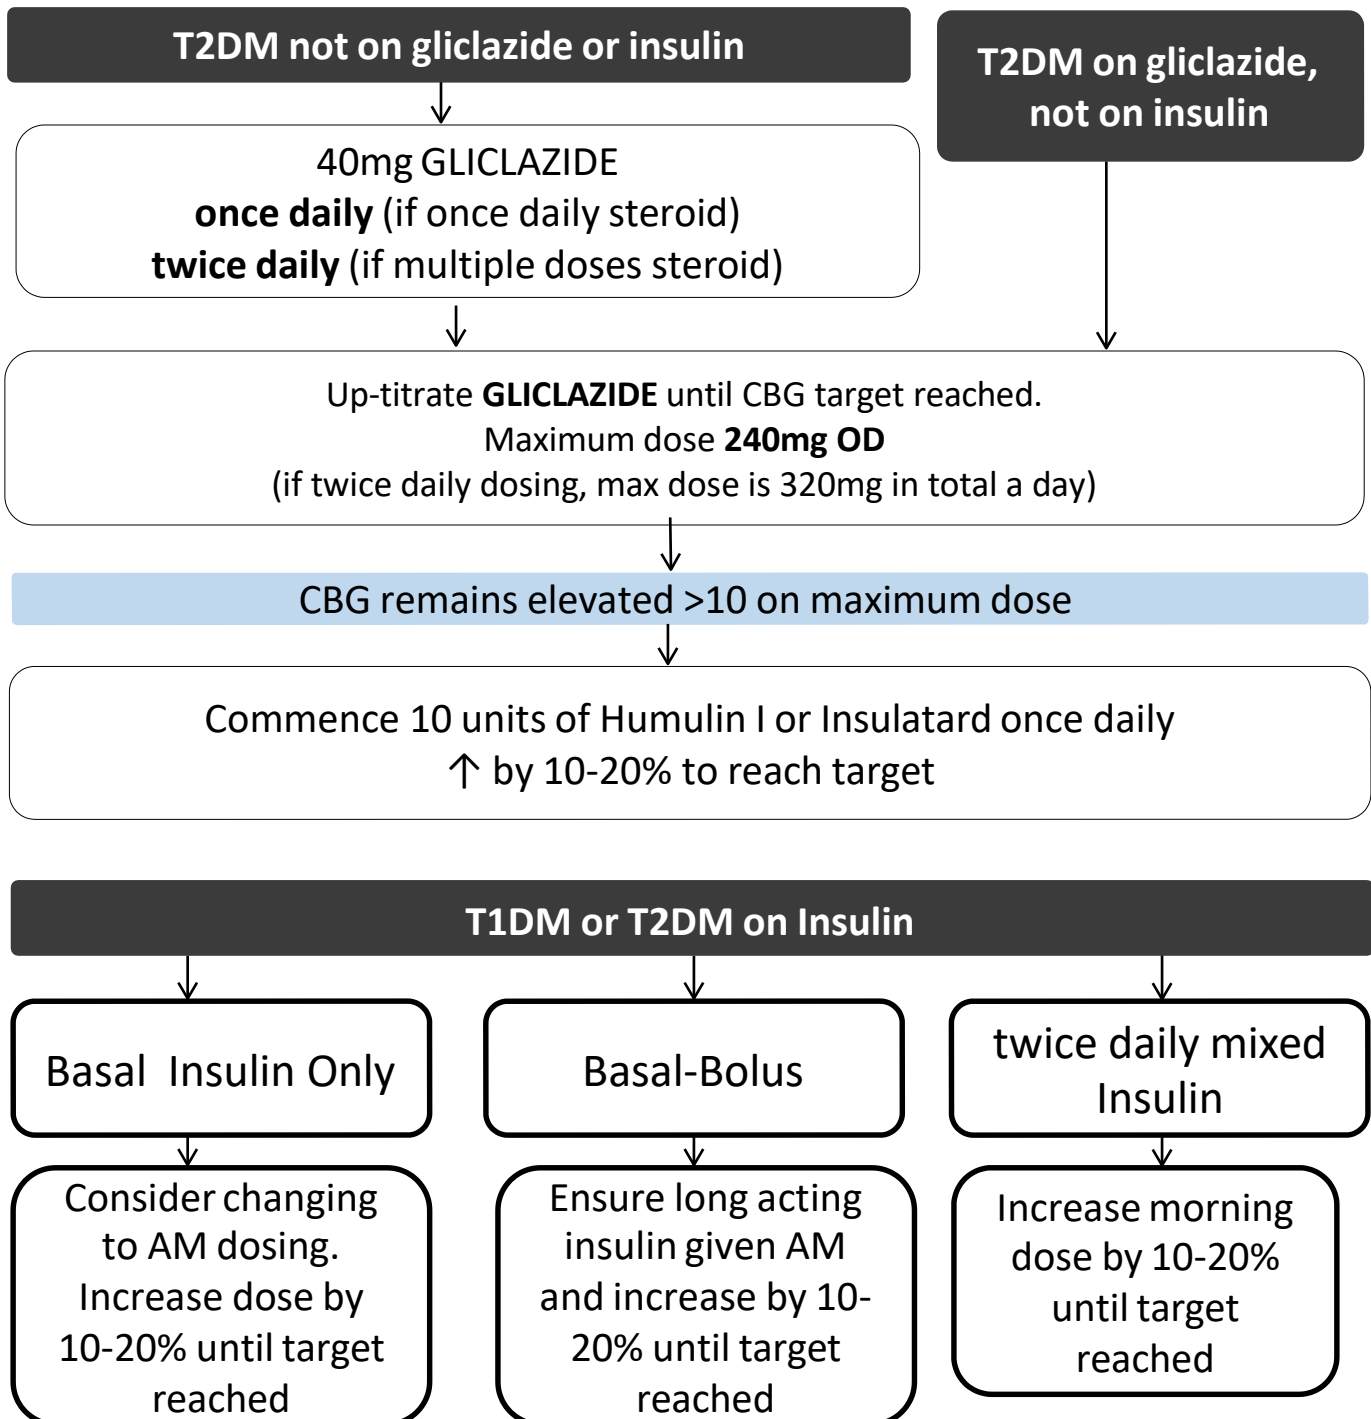 T2DM not on gliclazide or insulin
T2DM on gliclazide,
not on insulin
40mg GLICLAZIDE
once daily (if once daily steroid)
twice daily (if multiple doses steroid)
Up-titrate GLICLAZIDE until CBG target reached.
Maximum dose 240mg OD
(if twice daily dosing, max dose is 320mg in total a day)
CBG remains elevated >10 on maximum dose
Commence 10 units of Humulin I or Insulatard once daily
↑ by 10-20% to reach target
T1DM or T2DM on Insulin
Basal Insulin Only
Consider changing
to AM dosing.
Increase dose by
10-20% until target
reached
Basal-Bolus
Ensure long acting
insulin given AM
and increase by 10-
20% until target
reached
twice daily mixed
Insulin
Increase morning
dose by 10-20%
until target
reached